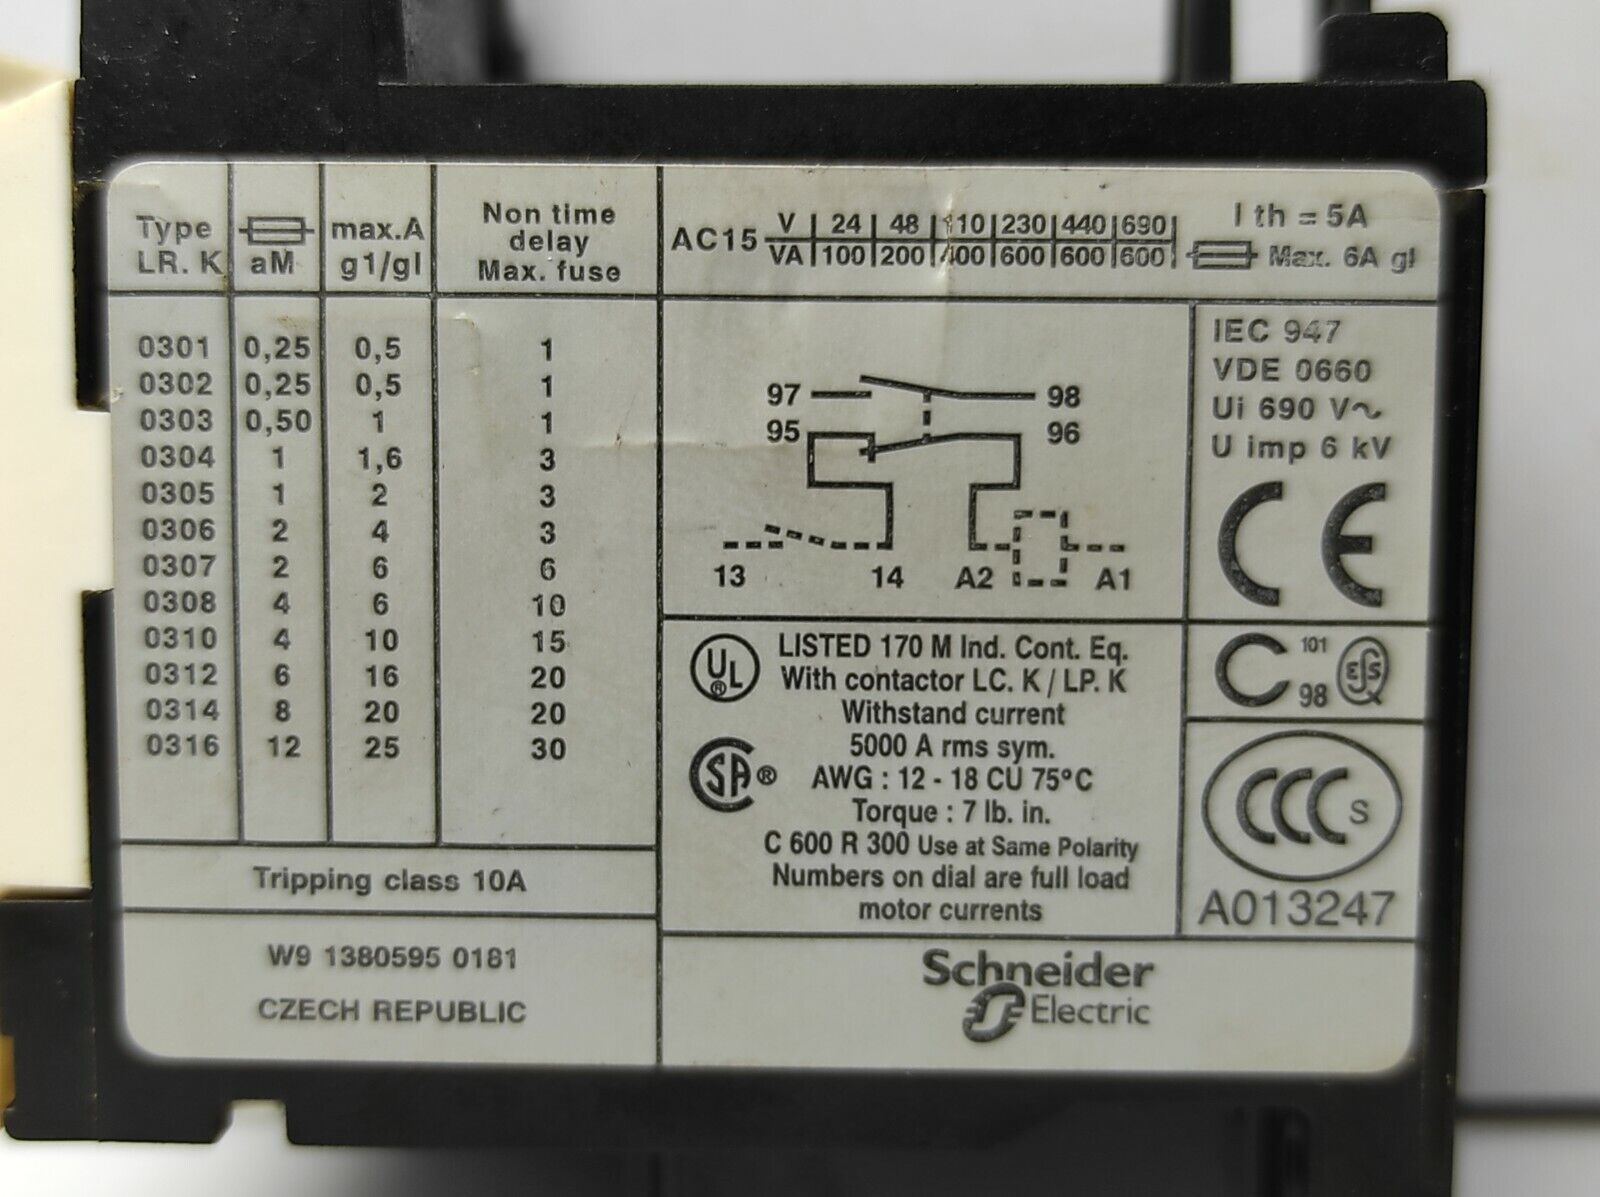 Type LR. K | aM | max.A g1/gl | Non time delay Max. fuse
0301 0,25 0,5 1
0302 0,25 0,5 1
0303 0,50 1 1
0304 1 1,6 3
0305 1 2 3
0306 2 4 3
0307 2 6 6
0308 4 6 10
0310 4 10 15
0312 6 16 20
0314 8 20 20
0316 12 25 30
Tripping class 10A
W9 1380595 0181
CZECH REPUBLIC
AC15
V 24 48 110 230 440 690
VA 100 200 400 600 600 600
I th = 5A
Max. 6A gl
97 98
95 96
13 14 A2 A1
IEC 947
VDE 0660
Ui 690 V~
U imp 6 kV
CE
UL ®
LISTED 170 M Ind. Cont. Eq.
With contactor LC. K / LP. K
Withstand current
5000 A rms sym.
SA ®
AWG : 12 - 18 CU 75°C
Torque : 7 lb. in.
C 600 R 300 Use at Same Polarity
Numbers on dial are full load
motor currents
C 101 98
CCC S
A013247
Schneider
Electric